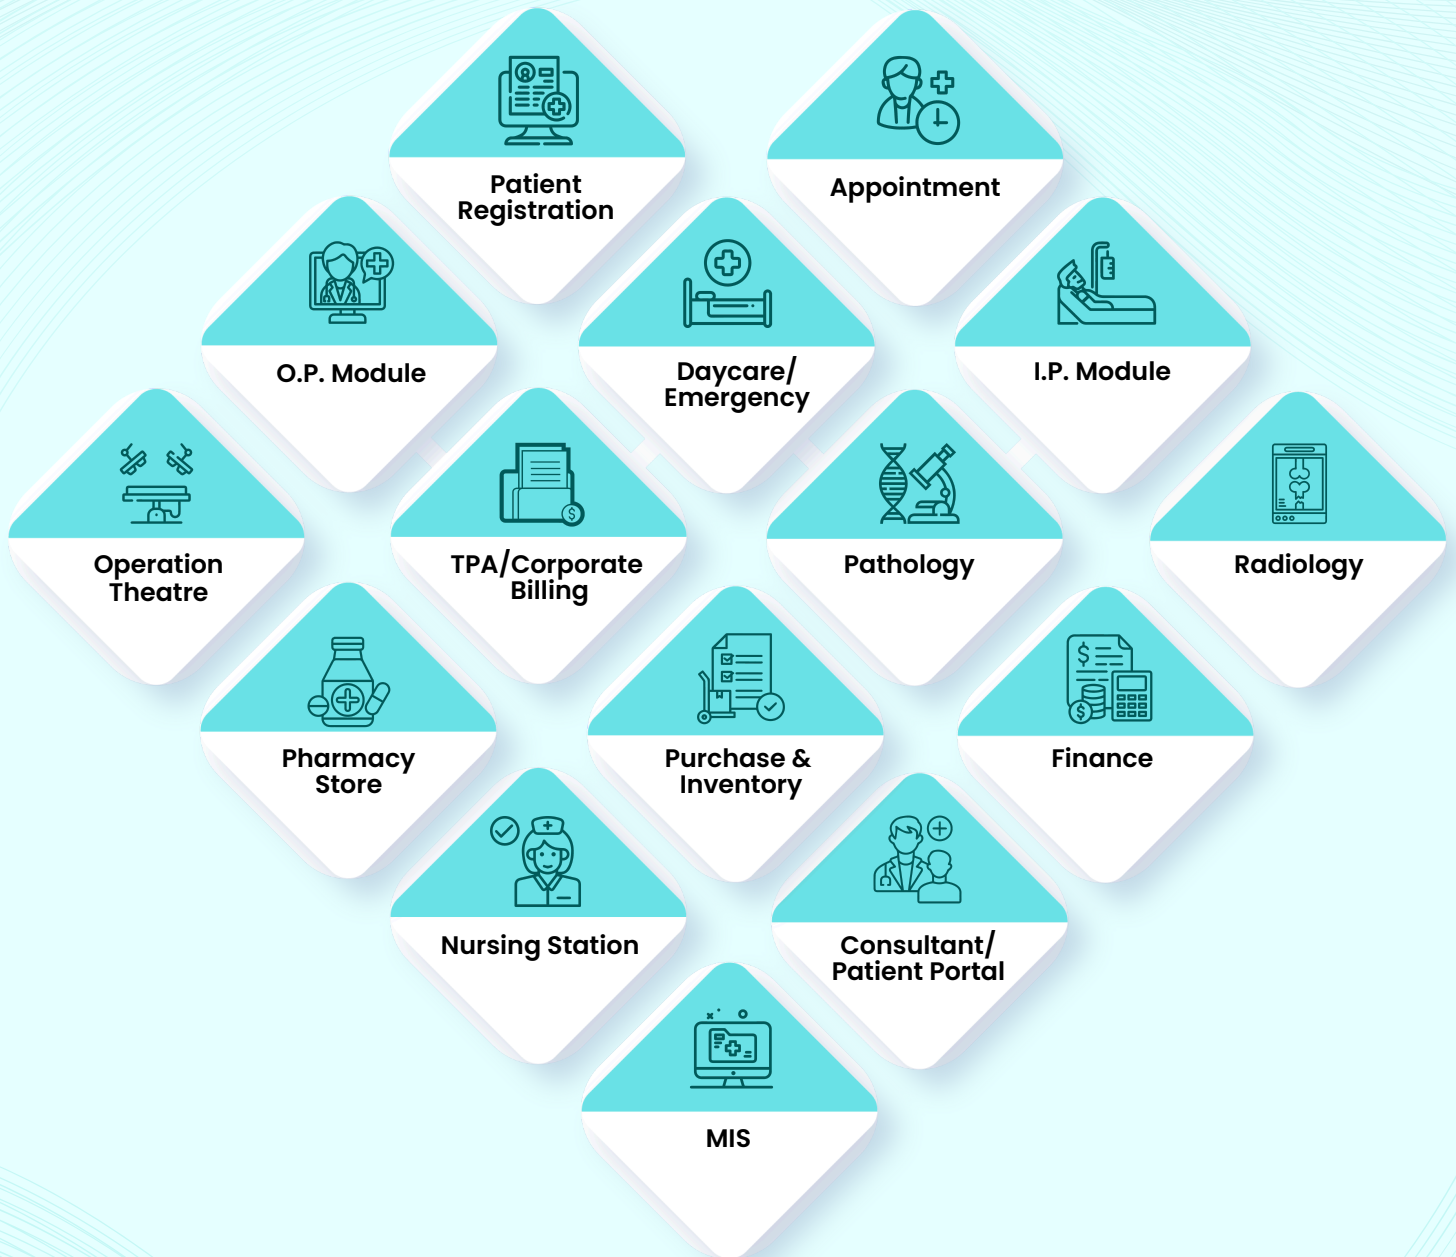 Patient
Registration
Appointment
O.P. Module
Daycare/
Emergency
I.P. Module
Operation
Theatre
TPA/Corporate
Billing
Pathology
Radiology
Pharmacy
Store
Purchase &
Inventory
Finance
Nursing Station
Consultant/
Patient Portal
MIS